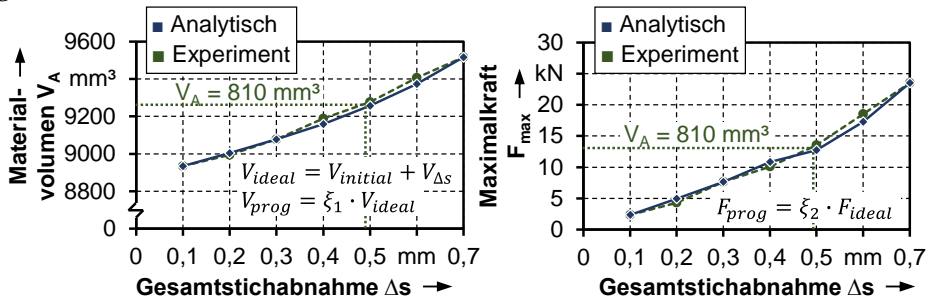 Analytisch
Experiment
Material-
volumen V_A
9600
mm³
9200
9000
8800
0
V_A = 810 mm³
V_ideal = V_initial + V_Δs
V_prog = ξ_1 · V_ideal
0 0,1 0,2 0,3 0,4 0,5 mm 0,7
Gesamtstichabnahme Δs
Analytisch
Experiment
Maximalkraft
F_max
30
kN
20
15
10
5
0
V_A = 810 mm³
F_prog = ξ_2 · F_ideal
0 0,1 0,2 0,3 0,4 0,5 mm 0,7
Gesamtstichabnahme Δs